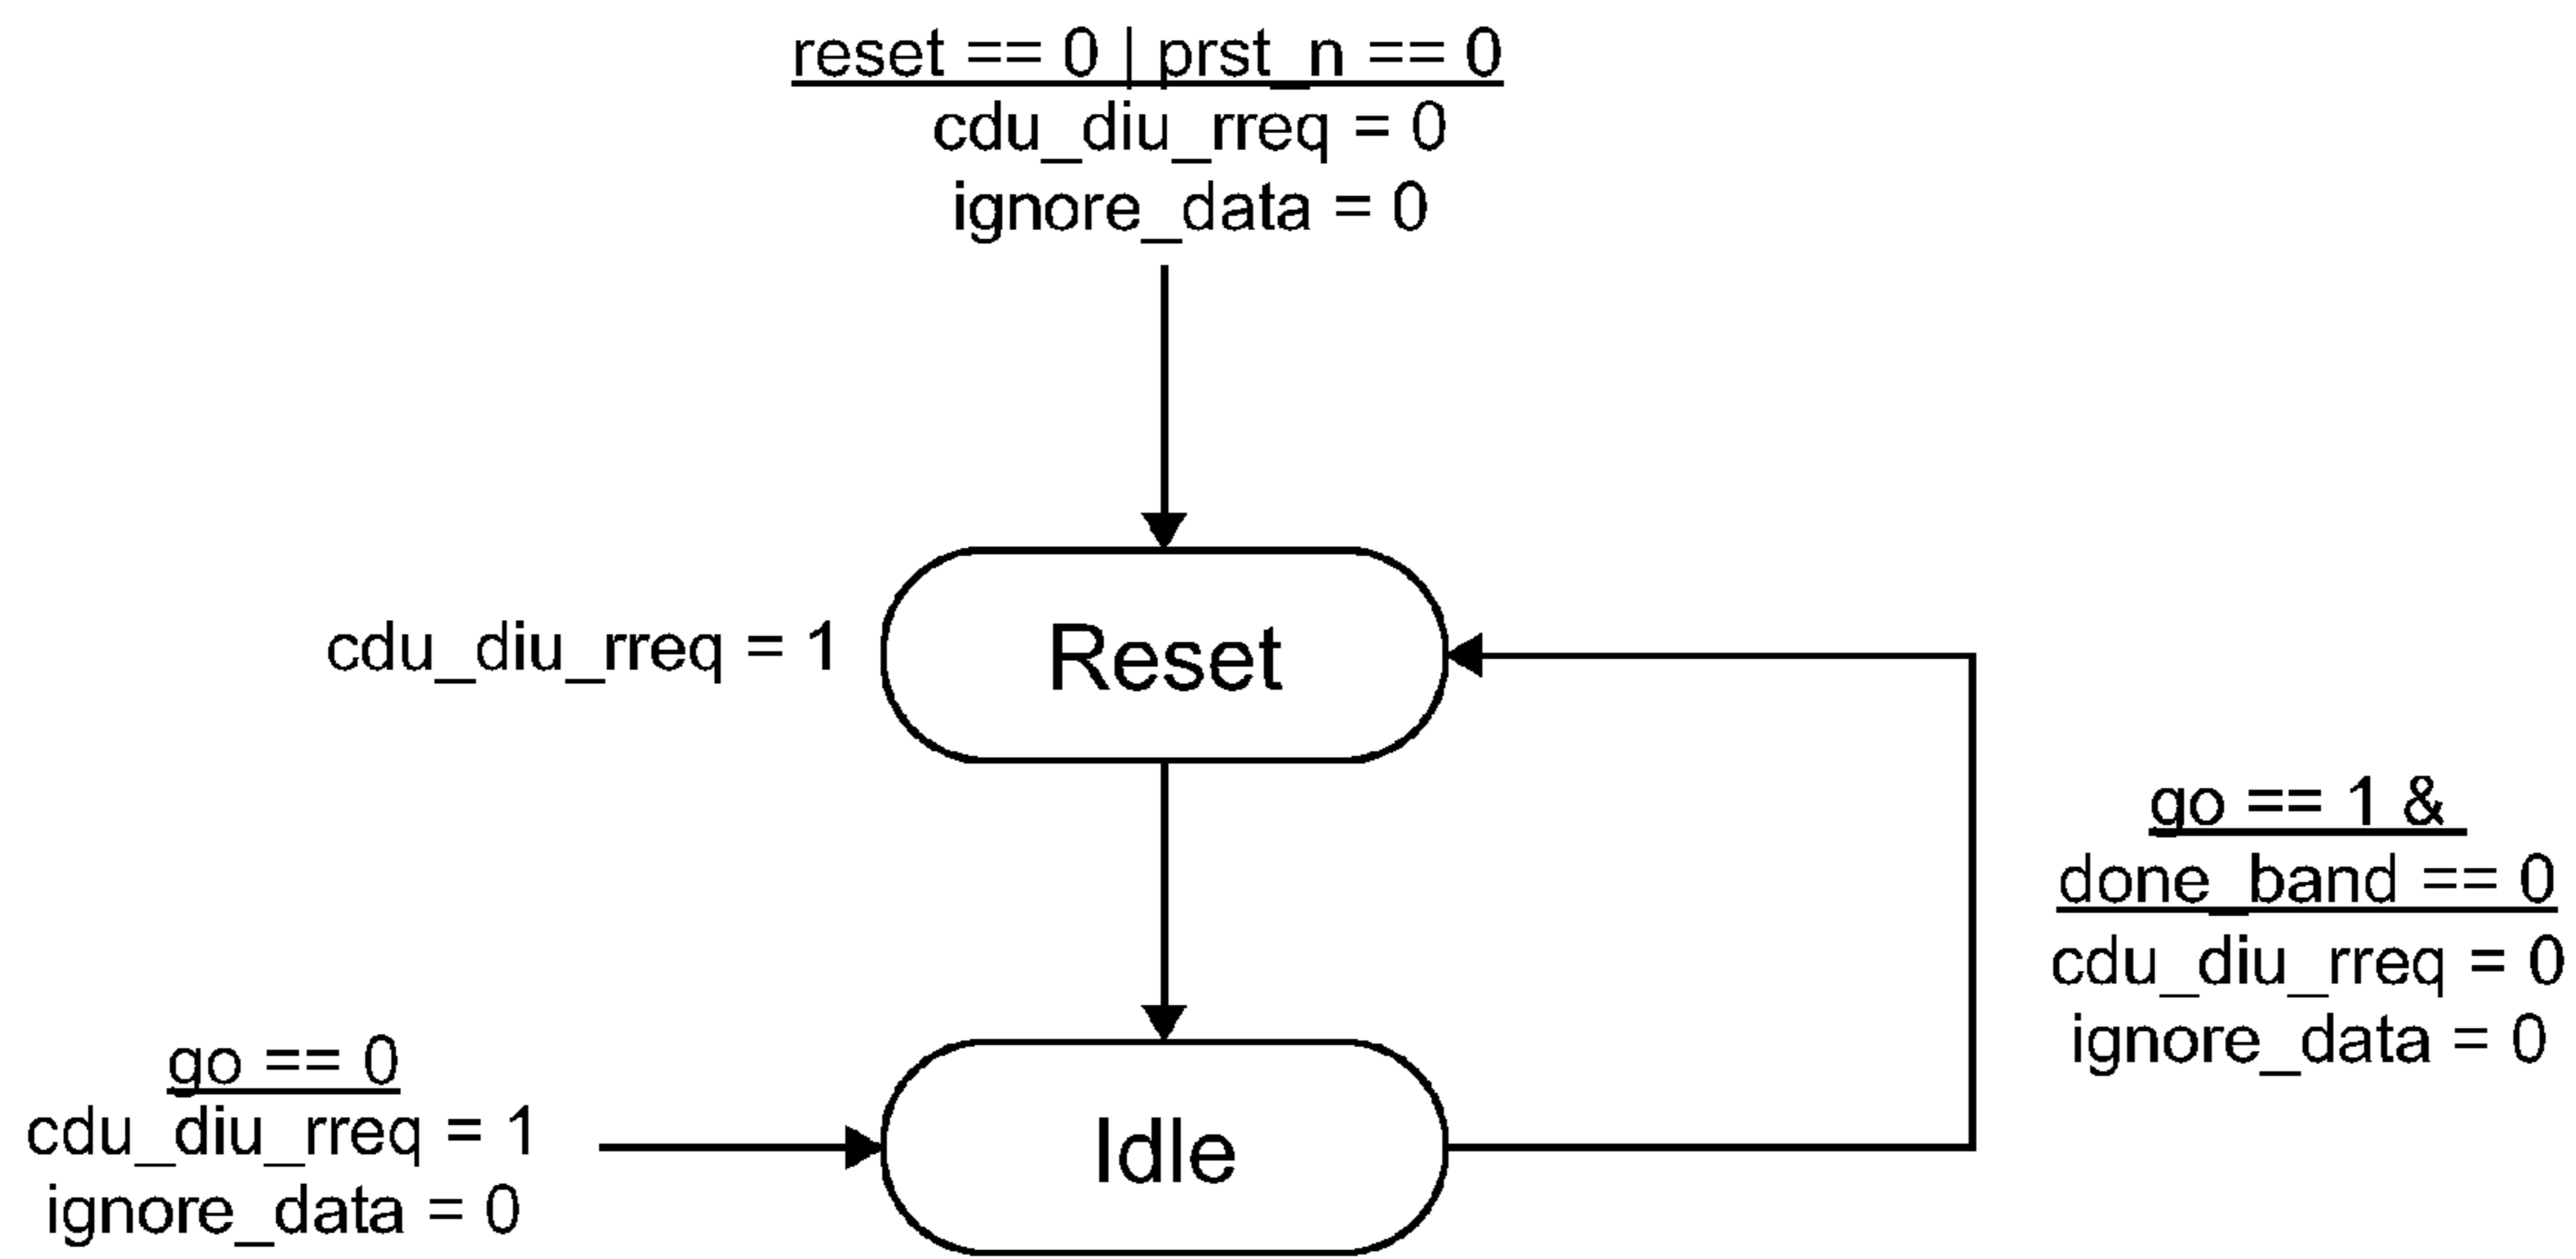 reset == 0 | prst_n == 0
cdu_diu_rreq = 0
ignore_data = 0
cdu_diu_rreq = 1
Reset
go == 1 &
done_band == 0
cdu_diu_rreq = 0
ignore_data = 0
go == 0
cdu_diu_rreq = 1
ignore_data = 0
Idle